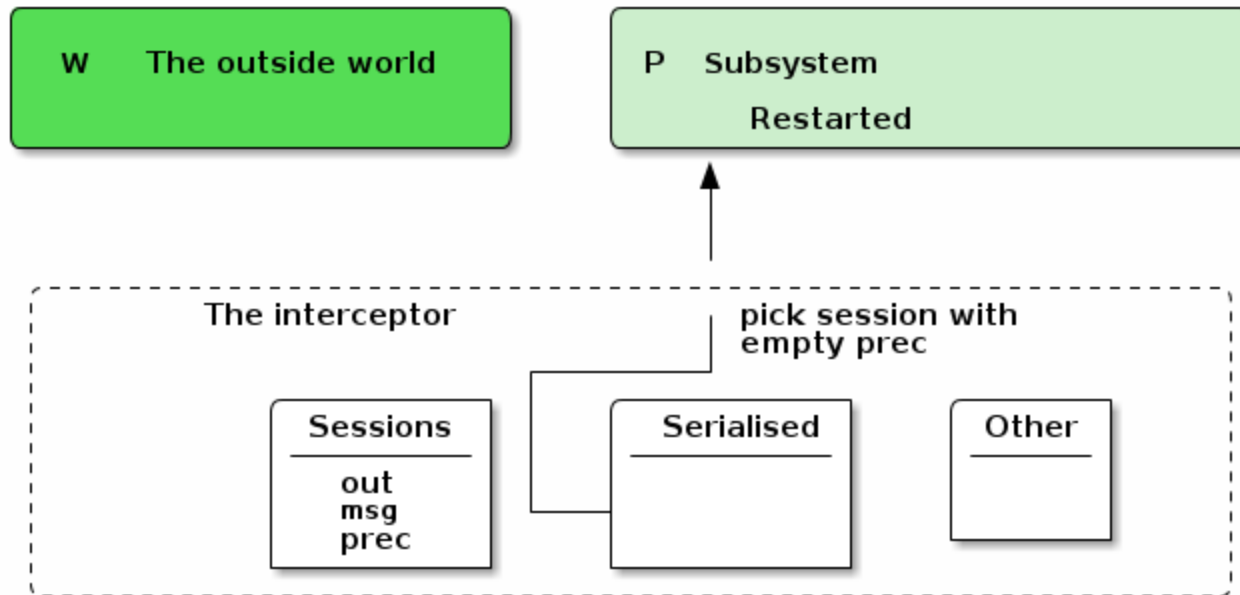 W The outside world
P Subsystem
Restarted
The interceptor
pick session with
empty prec
Sessions
out
msg
prec
Serialised
Other